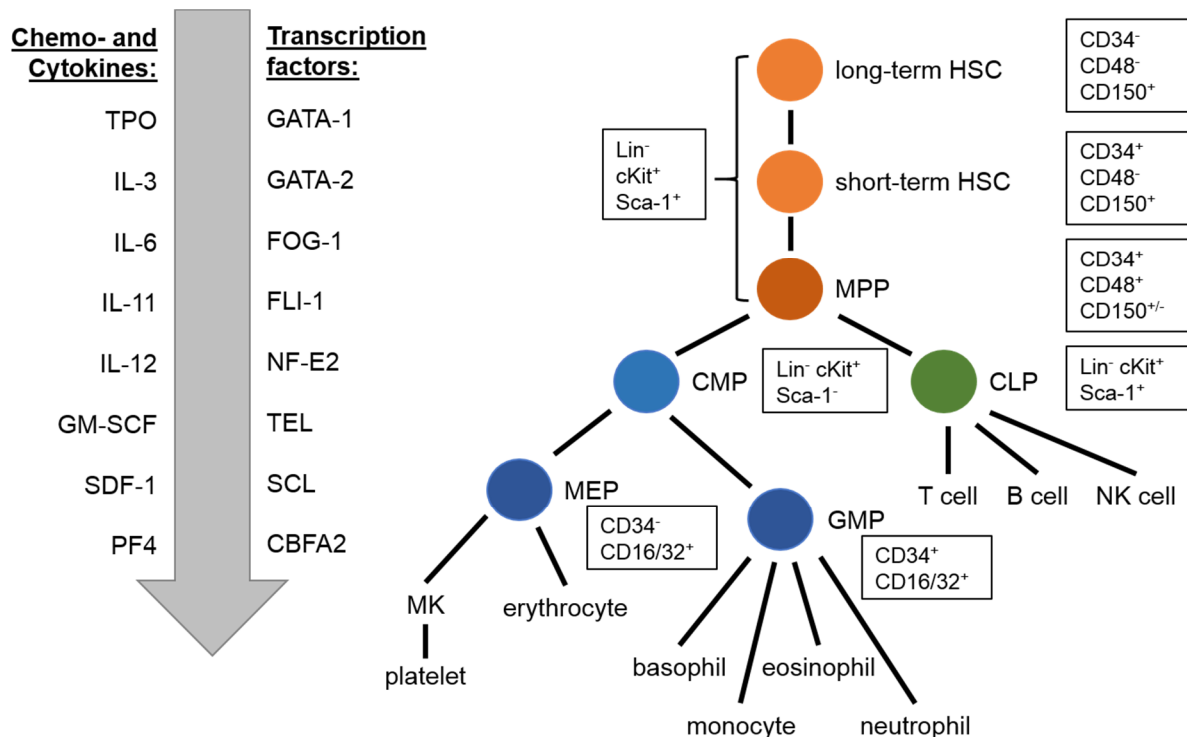 Chemo- and
Cytokines:
TPO
IL-3
IL-6
IL-11
IL-12
GM-SCF
SDF-1
PF4
Transcription
factors:
GATA-1
GATA-2
FOG-1
FLI-1
NF-E2
TEL
SCL
CBFA2
Lin⁻
cKit⁺
Sca-1⁺
long-term HSC
CD34⁻
CD48⁻
CD150⁺
short-term HSC
CD34⁺
CD48⁻
CD150⁺
MPP
CD34⁺
CD48⁺
CD150⁺/⁻
CMP
Lin⁻ cKit⁺
Sca-1⁻
CLP
Lin⁻ cKit⁺
Sca-1⁺
MEP
CD34⁻
CD16/32⁺
GMP
CD34⁺
CD16/32⁺
T cell
B cell
NK cell
MK
erythrocyte
platelet
basophil
eosinophil
monocyte
neutrophil